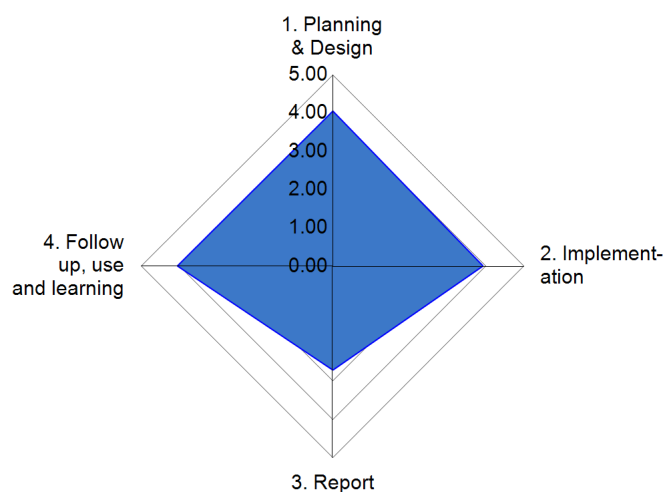 1. Planning
& Design
5.00
4.00
3.00
2.00
1.00
0.00
4. Follow
up, use
and learning
2. Implement-
ation
3. Report